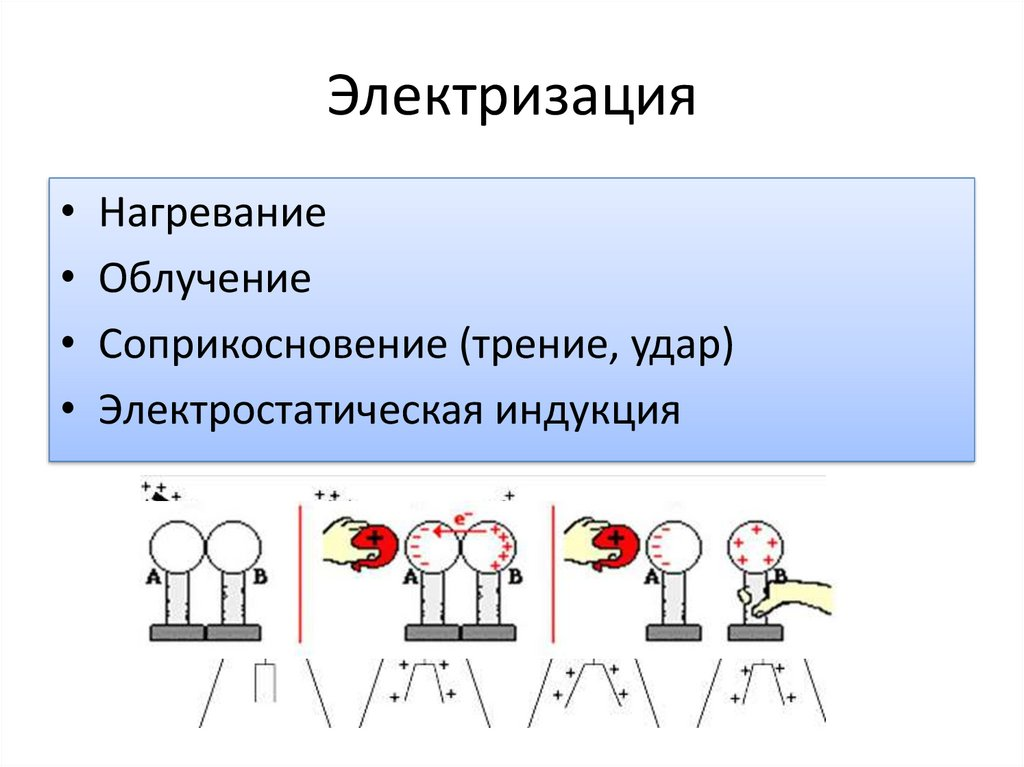 Электризация
• Нагревание
• Облучение
• Соприкосновение (трение, удар)
• Электростатическая индукция
+ + +
+ +
+
e⁻
+
- - - -
+ + + + +
+
- - - -
+ + + + +
A B
A B
A B
+ + + +
+ + + +
+ + + +